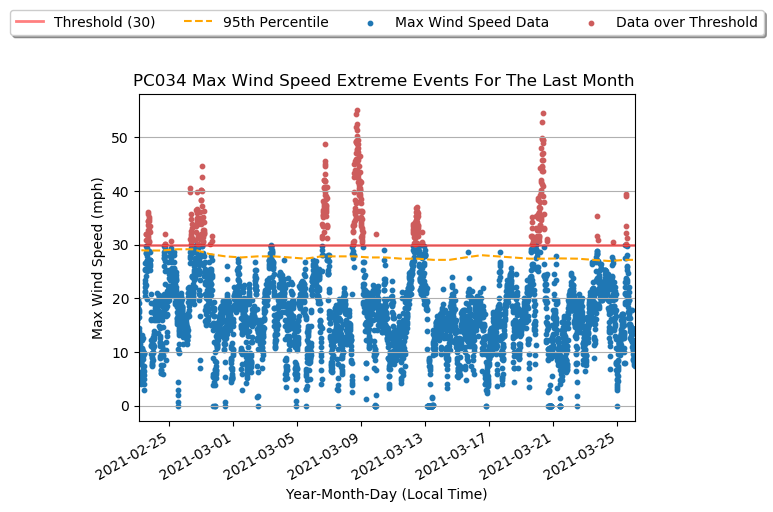 Threshold (30) 95th Percentile Max Wind Speed Data Data over Threshold
PC034 Max Wind Speed Extreme Events For The Last Month
Max Wind Speed (mph)
50
40
30
20
10
0
2021-02-25 2021-03-01 2021-03-05 2021-03-09 2021-03-13 2021-03-17 2021-03-21 2021-03-25
Year-Month-Day (Local Time)